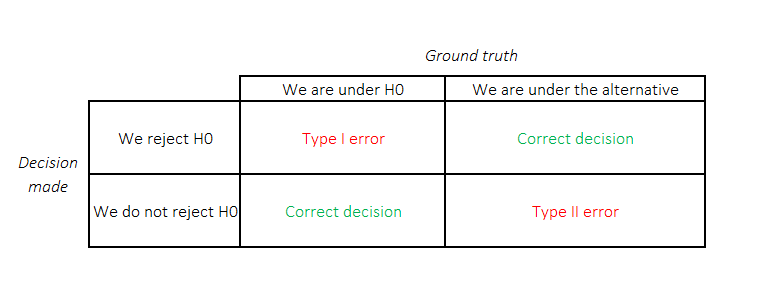 Ground truth
We are under H0
We are under the alternative
Decision
made
We reject H0
Type I error
Correct decision
We do not reject H0
Correct decision
Type II error